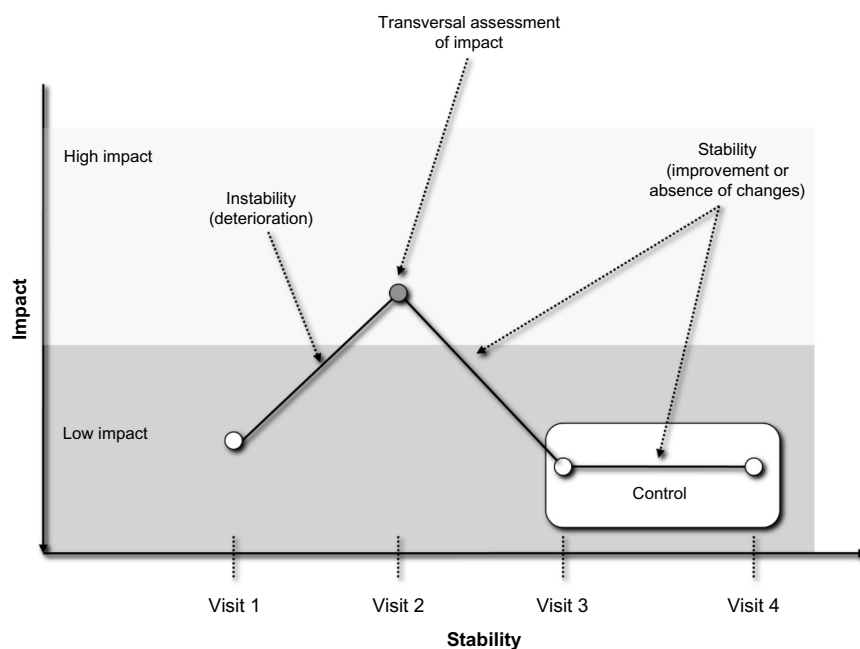 Transversal assessment
of impact
High impact
Stability
(improvement or
absence of changes)
Instability
(deterioration)
Impact
Low impact
Control
Visit 1
Visit 2
Visit 3
Visit 4
Stability